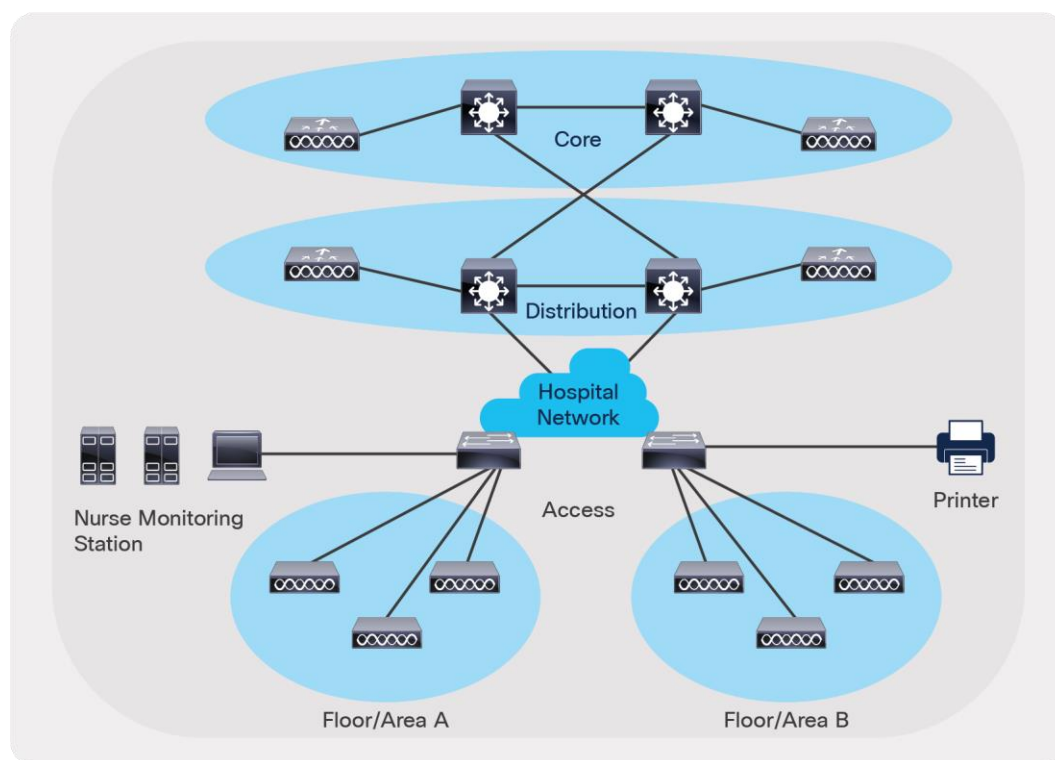 Core
Distribution
Hospital
Network
Nurse Monitoring
Station
Access
Printer
Floor/Area A
Floor/Area B